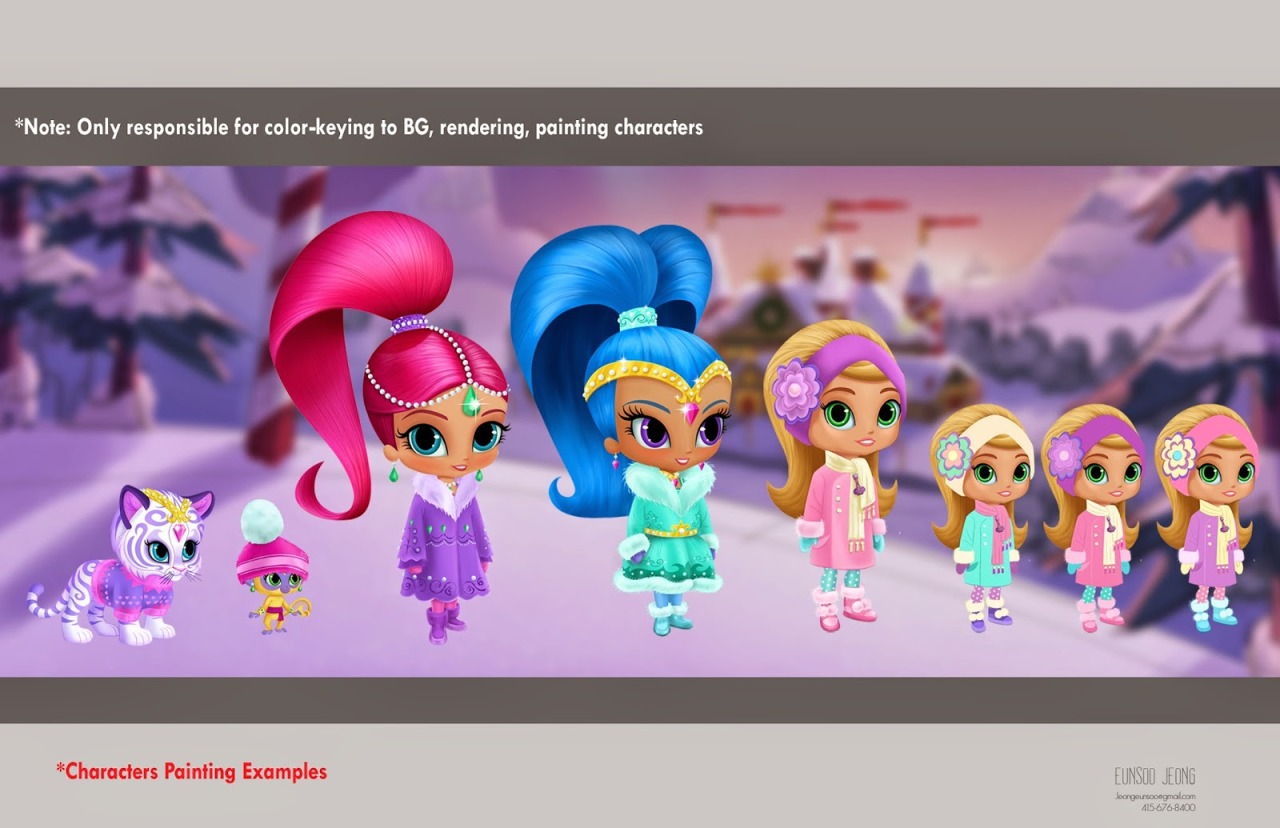 *Note: Only responsible for color-keying to BG, rendering, painting characters
*Characters Painting Examples
EUNSOO JEONG
Jeongeunsoo@gmail.com
415-676-8400